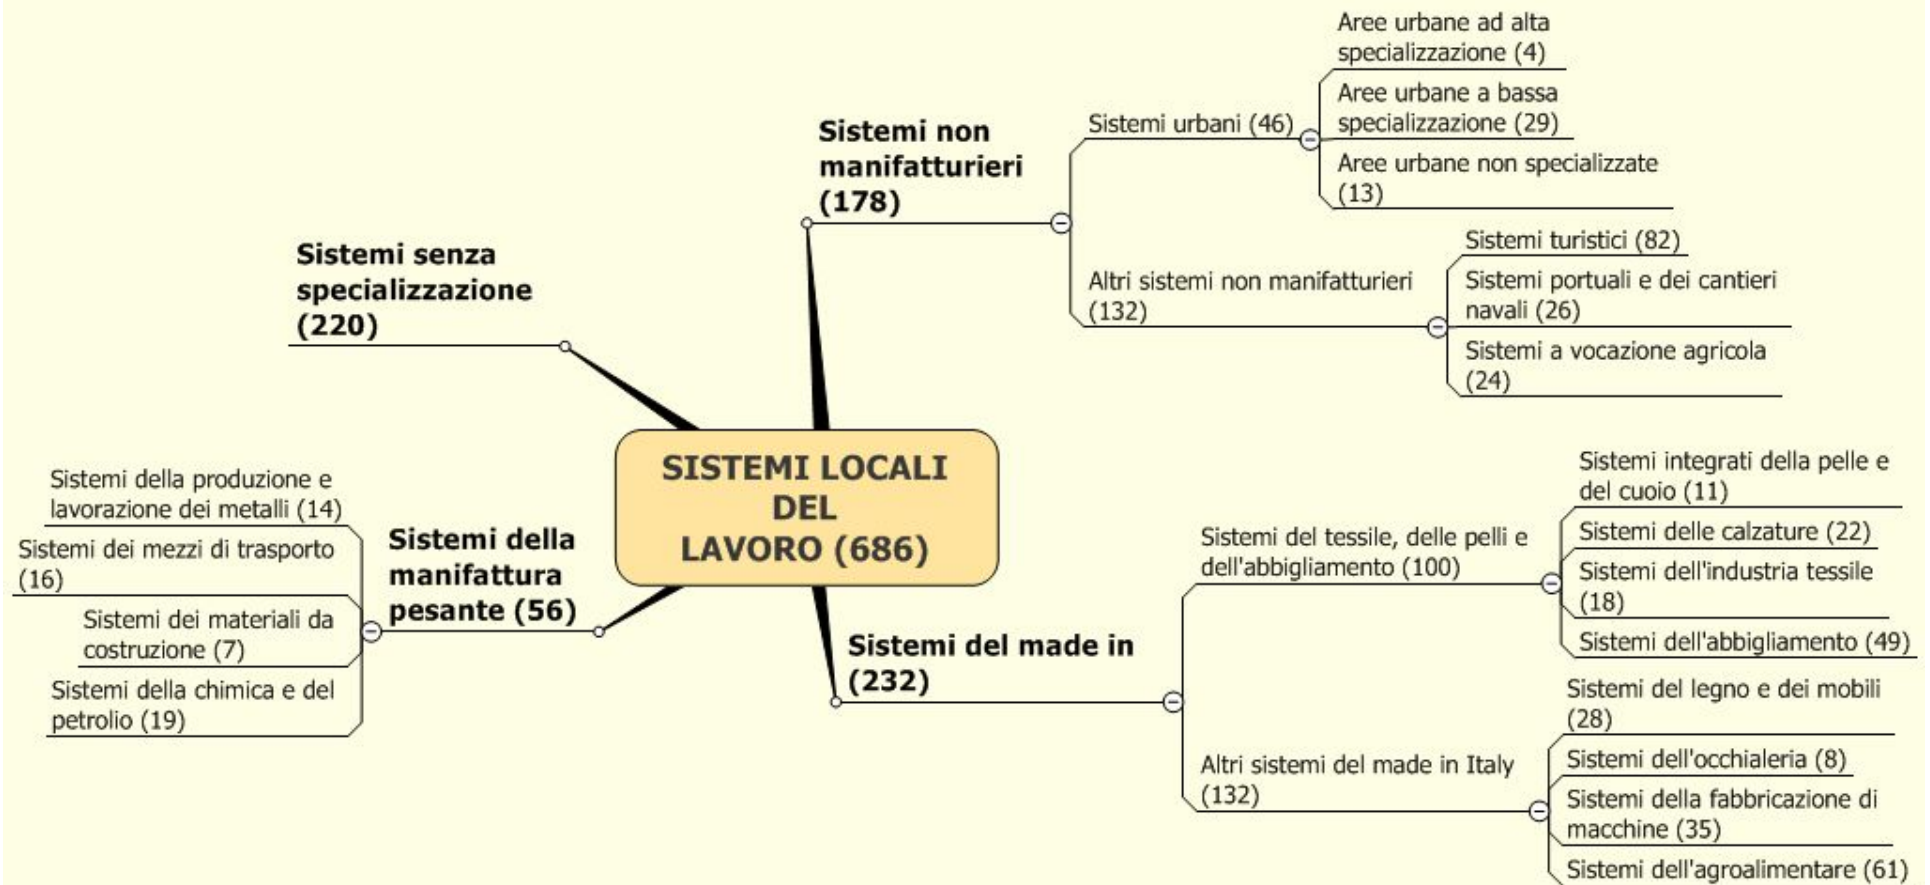 Aree urbane ad alta
specializzazione (4)
Aree urbane a bassa
specializzazione (29)
Aree urbane non specializzate
(13)
Sistemi urbani (46)
Sistemi non
manifatturieri
(178)
Sistemi turistici (82)
Sistemi portuali e dei cantieri
navali (26)
Sistemi a vocazione agricola
(24)
Altri sistemi non manifatturieri
(132)
Sistemi senza
specializzazione
(220)
SISTEMI LOCALI
DEL
LAVORO (686)
Sistemi della produzione e
lavorazione dei metalli (14)
Sistemi dei mezzi di trasporto
(16)
Sistemi dei materiali da
costruzione (7)
Sistemi della chimica e del
petrolio (19)
Sistemi della
manifattura
pesante (56)
Sistemi del made in
(232)
Sistemi del tessile, delle pelli e
dell'abbigliamento (100)
Sistemi integrati della pelle e
del cuoio (11)
Sistemi delle calzature (22)
Sistemi dell'industria tessile
(18)
Sistemi dell'abbigliamento (49)
Altri sistemi del made in Italy
(132)
Sistemi del legno e dei mobili
(28)
Sistemi dell'occhialeria (8)
Sistemi della fabbricazione di
macchine (35)
Sistemi dell'agroalimentare (61)